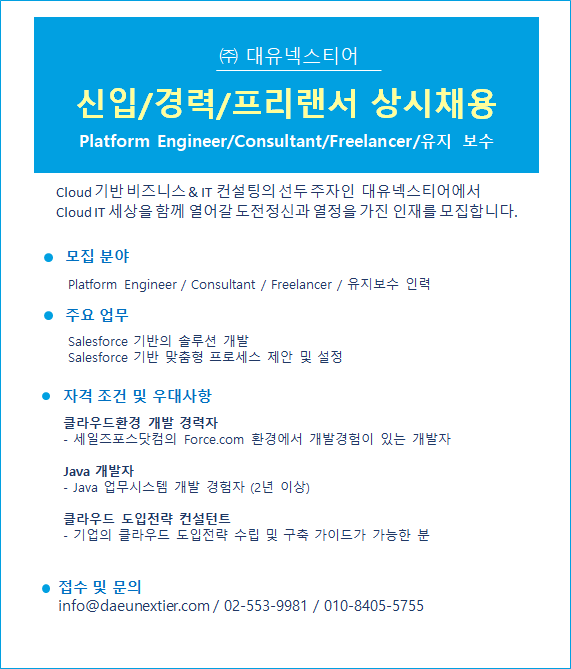 ㈜ 대유넥스티어
신입/경력/프리랜서 상시채용
Platform Engineer/Consultant/Freelancer/유지 보수
Cloud 기반 비즈니스 & IT 컨설팅의 선두 주자인 대유넥스티어에서
Cloud IT 세상을 함께 열어갈 도전정신과 열정을 가진 인재를 모집합니다.
● 모집 분야
Platform Engineer / Consultant / Freelancer / 유지보수 인력
● 주요 업무
Salesforce 기반의 솔루션 개발
Salesforce 기반 맞춤형 프로세스 제안 및 설정
● 자격 조건 및 우대사항
클라우드환경 개발 경력자
- 세일즈포스닷컴의 Force.com 환경에서 개발경험이 있는 개발자
Java 개발자
- Java 업무시스템 개발 경험자 (2년 이상)
클라우드 도입전략 컨설턴트
- 기업의 클라우드 도입전략 수립 및 구축 가이드가 가능한 분
● 접수 및 문의
info@daeunextier.com / 02-553-9981 / 010-8405-5755